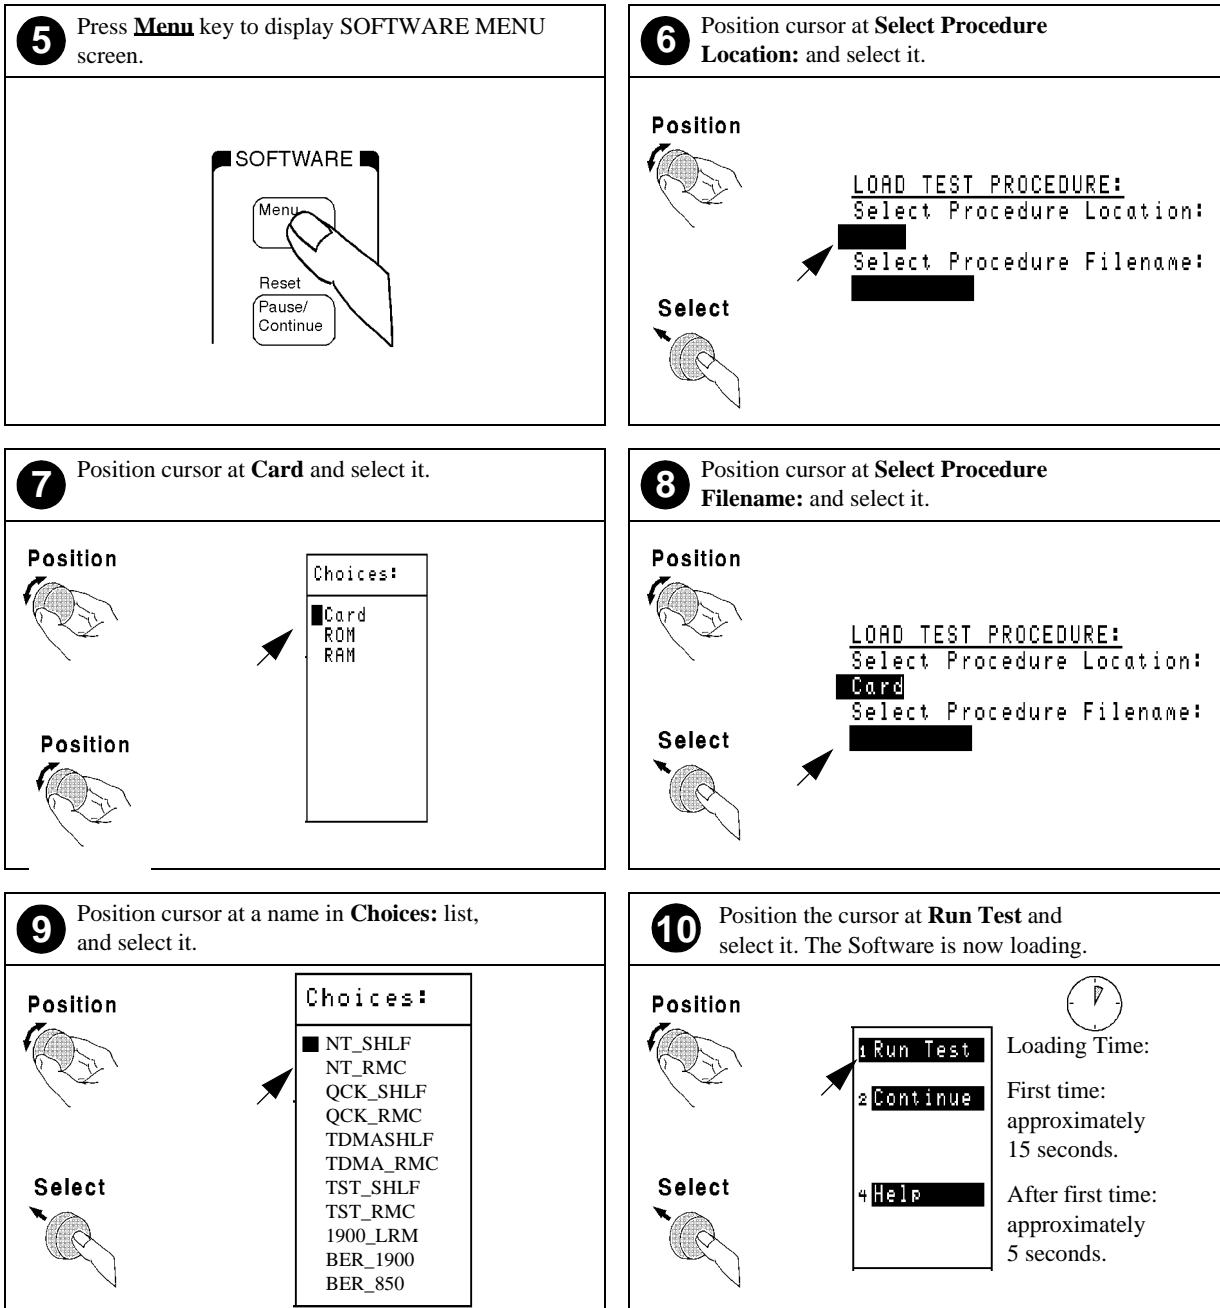 5
Press Menu key to display SOFTWARE MENU
screen.
SOFTWARE
Menu
Reset
Pause/
Continue
6
Position cursor at Select Procedure
Location: and select it.
Position
Select
LOAD TEST PROCEDURE:
Select Procedure Location:
Select Procedure Filename:
7
Position cursor at Card and select it.
Position
Position
Choices:
Card
ROM
RAM
8
Position cursor at Select Procedure
Filename: and select it.
Position
Select
LOAD TEST PROCEDURE:
Select Procedure Location:
Card
Select Procedure Filename:
9
Position cursor at a name in Choices: list,
and select it.
Position
Select
Choices:
NT_SHLF
NT_RMC
QCK_SHLF
QCK_RMC
TDMASHLF
TDMA_RMC
TST_SHLF
TST_RMC
1900_LRM
BER_1900
BER_850
10
Position the cursor at Run Test and
select it. The Software is now loading.
Position
Select
1 Run Test
2 Continue
4 Help
Loading Time:
First time:
approximately
15 seconds.
After first time:
approximately
5 seconds.